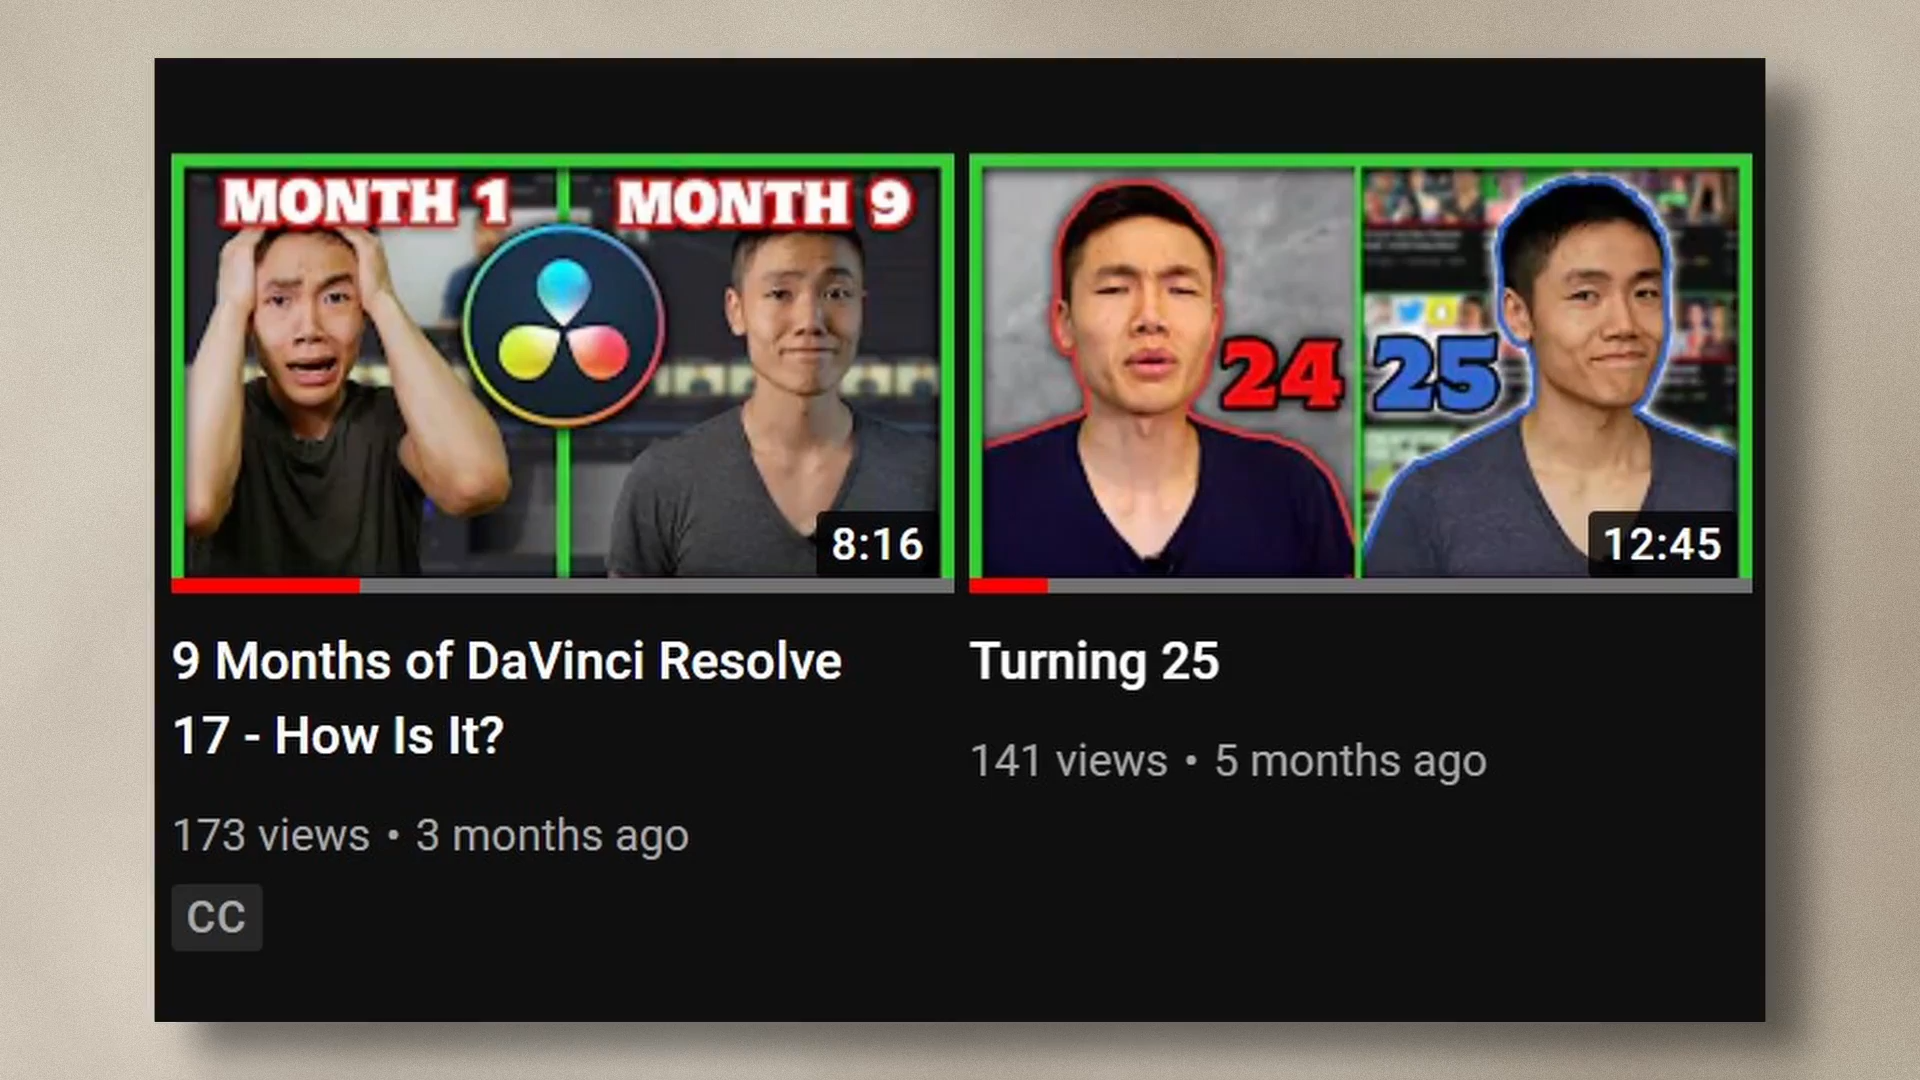 MONTH 1
MONTH 9
8:16
24
25
12:45
9 Months of DaVinci Resolve
17 - How Is It?
173 views • 3 months ago
CC
Turning 25
141 views • 5 months ago